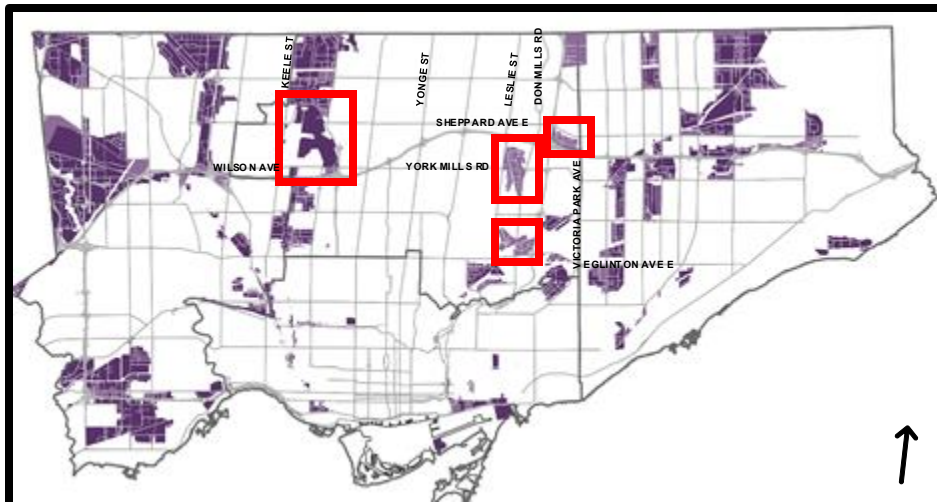 KEELE ST
YONGE ST
LESLIE ST
DON MILLS RD
SHEPPARD AVE E
WILSON AVE
YORK MILLS RD
VICTORIA PARK AVE
EGLINTON AVE E